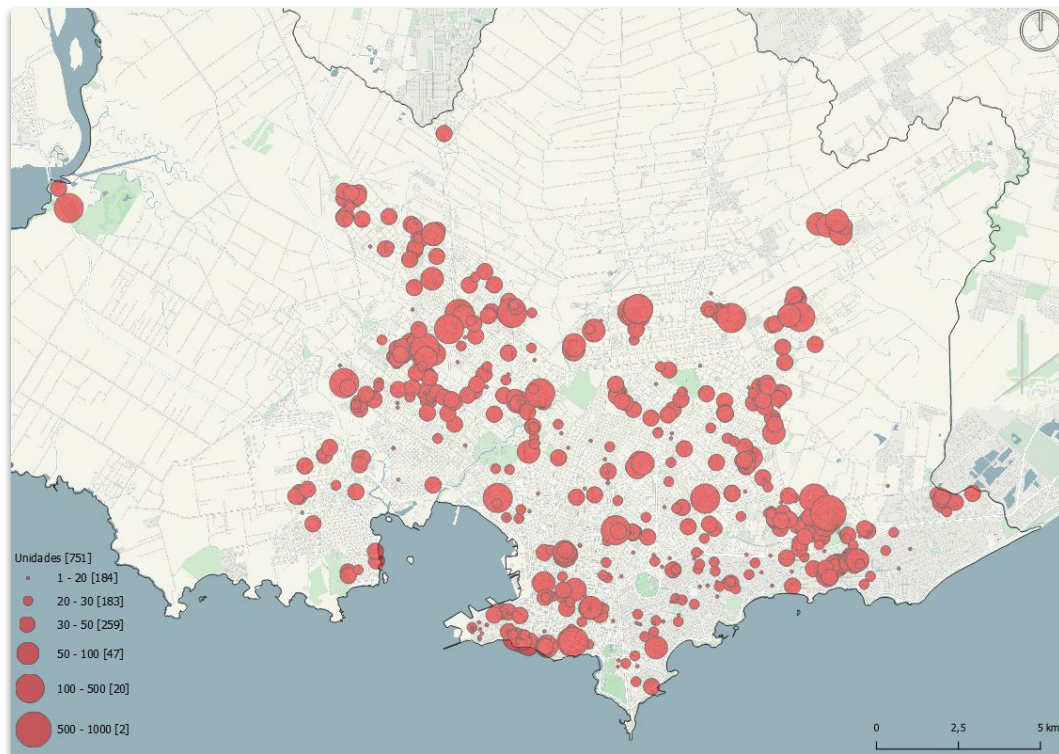 Unidades [751]
1 - 20 [184]
20 - 30 [183]
30 - 50 [259]
50 - 100 [47]
100 - 500 [20]
500 - 1000 [2]
0 2,5 5 km